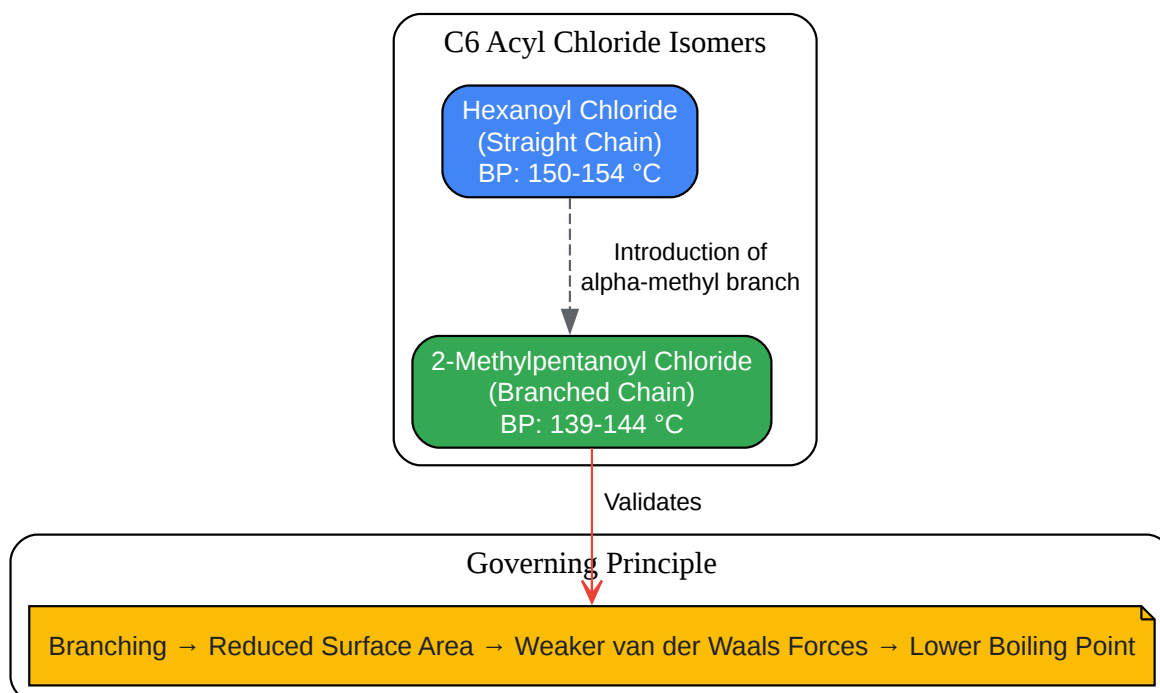 C6 Acyl Chloride Isomers
Hexanoyl Chloride
(Straight Chain)
BP: 150-154 °C
Introduction of
alpha-methyl branch
2-Methylpentanoyl Chloride
(Branched Chain)
BP: 139-144 °C
Validates
Governing Principle
Branching → Reduced Surface Area → Weaker van der Waals Forces → Lower Boiling Point